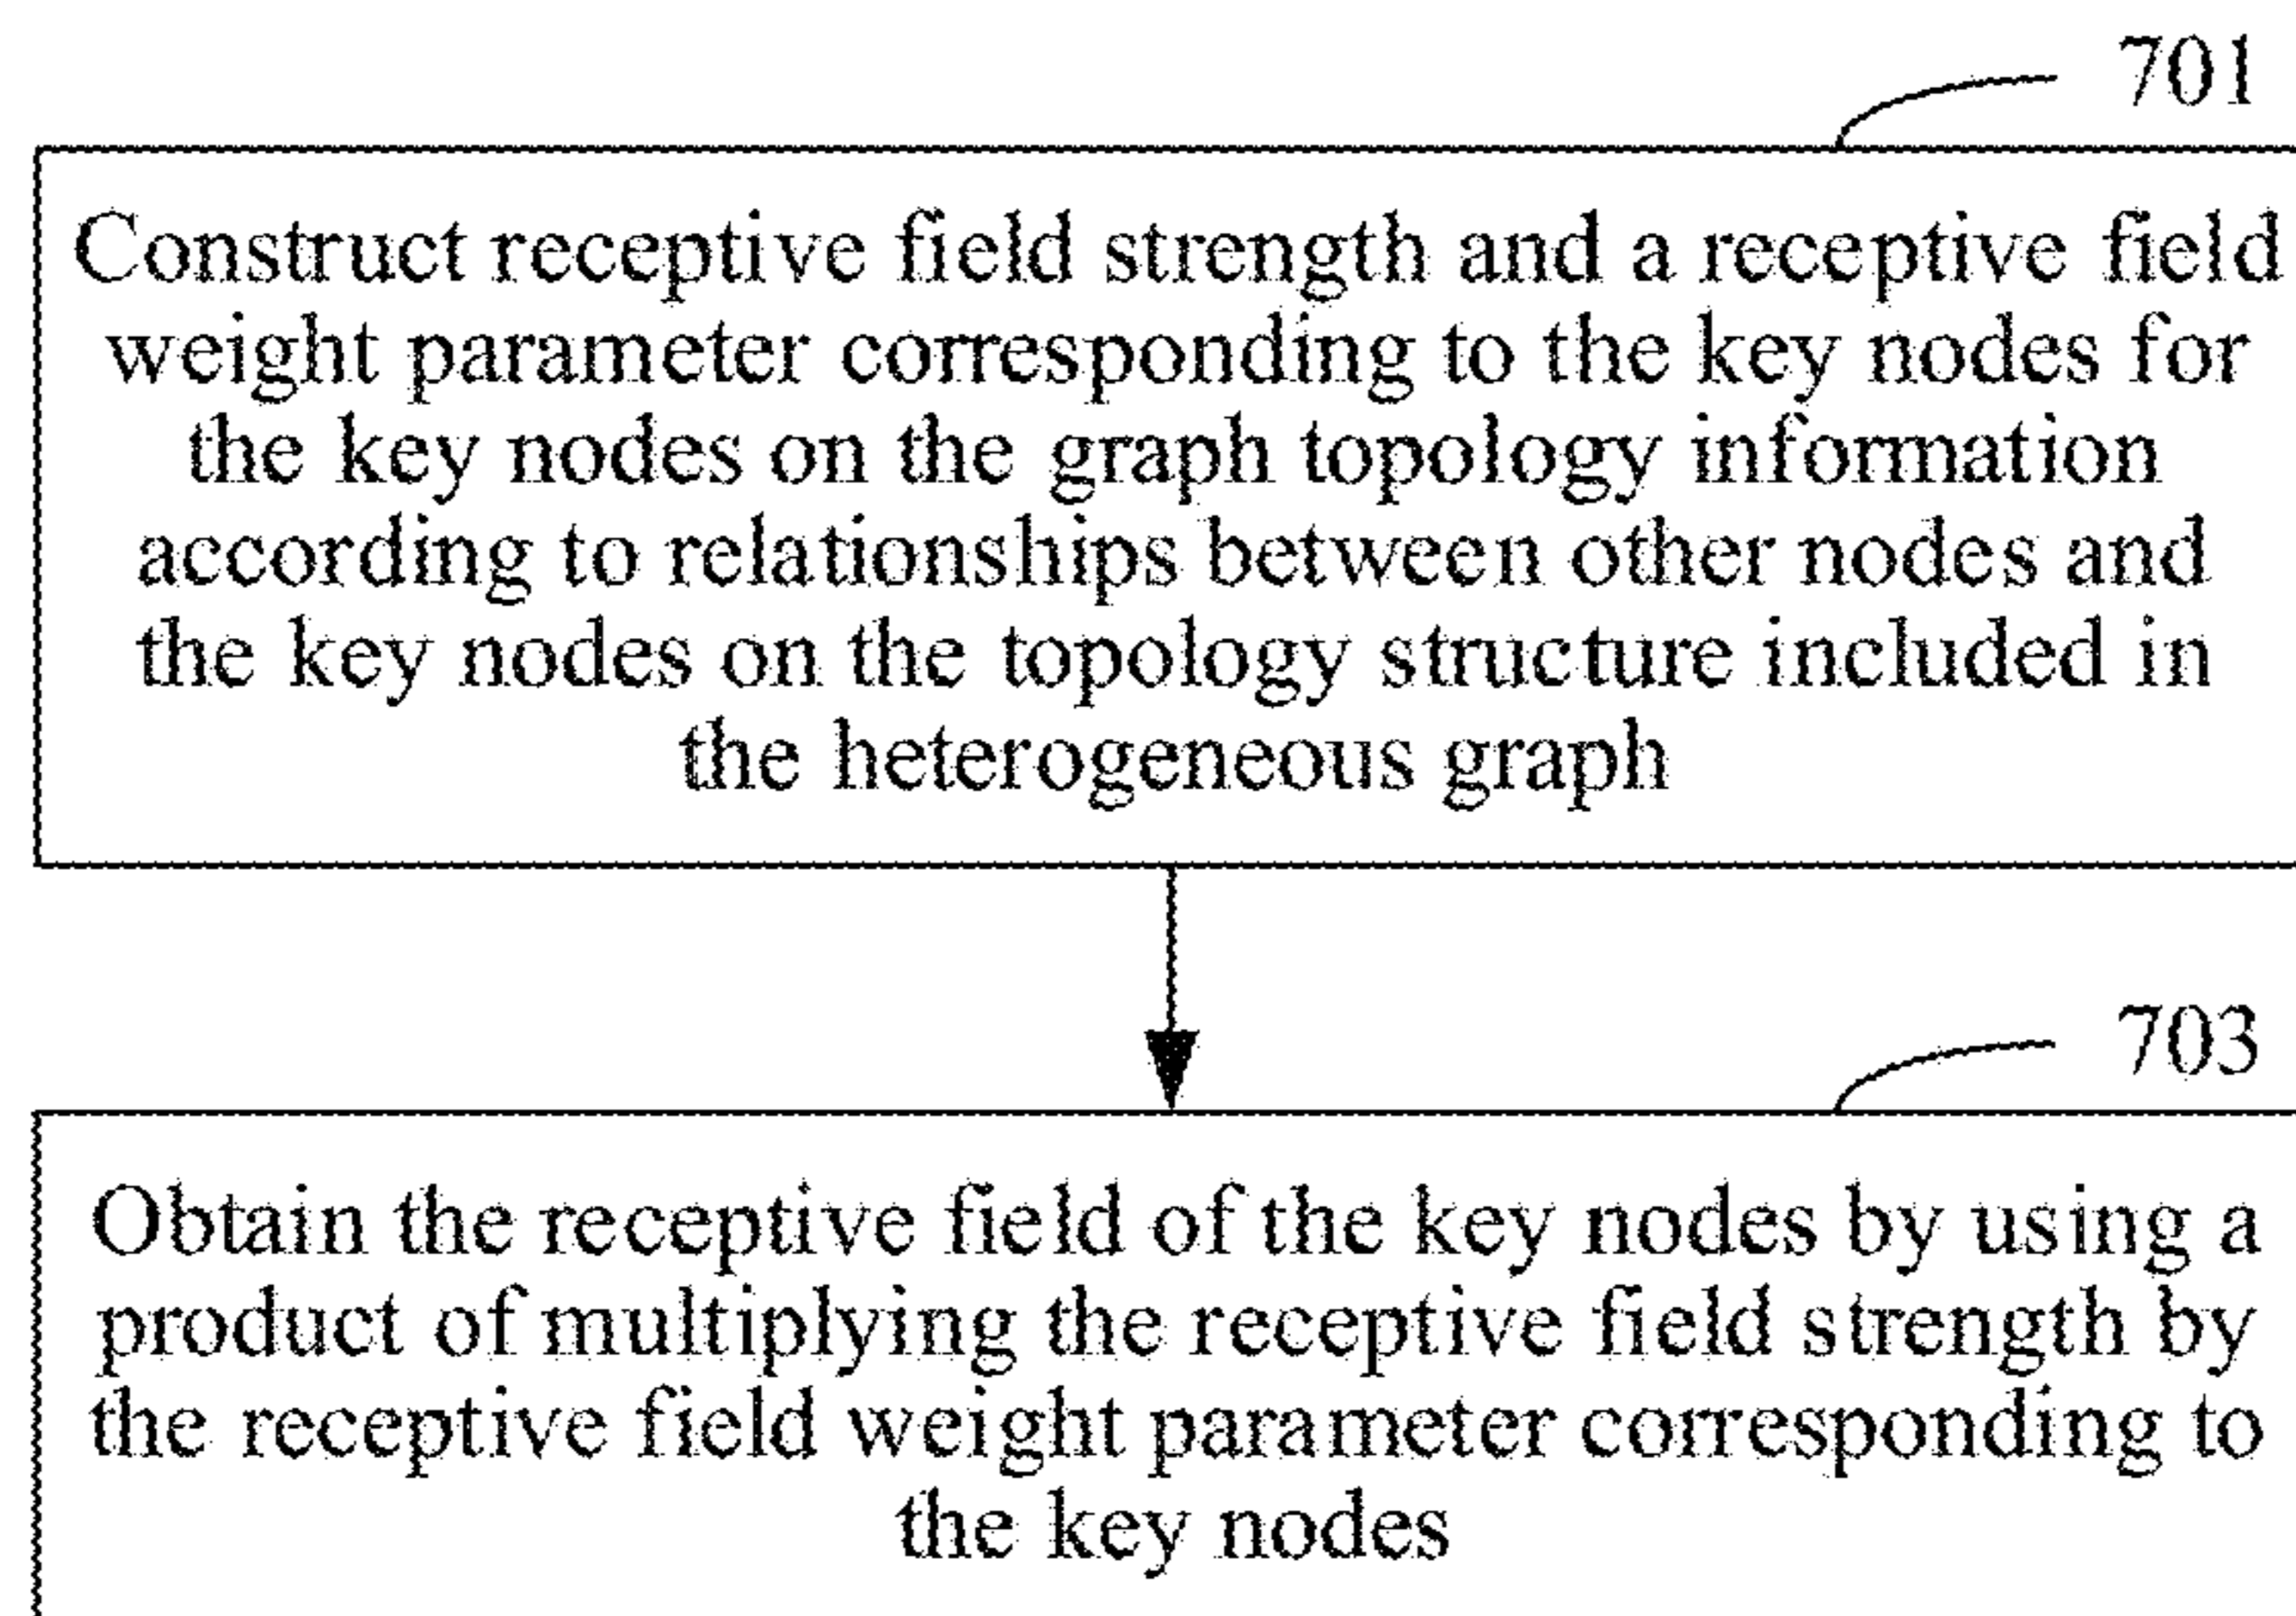 701
Construct receptive field strength and a receptive field
weight parameter corresponding to the key nodes for
the key nodes on the graph topology information
according to relationships between other nodes and
the key nodes on the topology structure included in
the heterogeneous graph
703
Obtain the receptive field of the key nodes by using a
product of multiplying the receptive field strength by
the receptive field weight parameter corresponding to
the key nodes